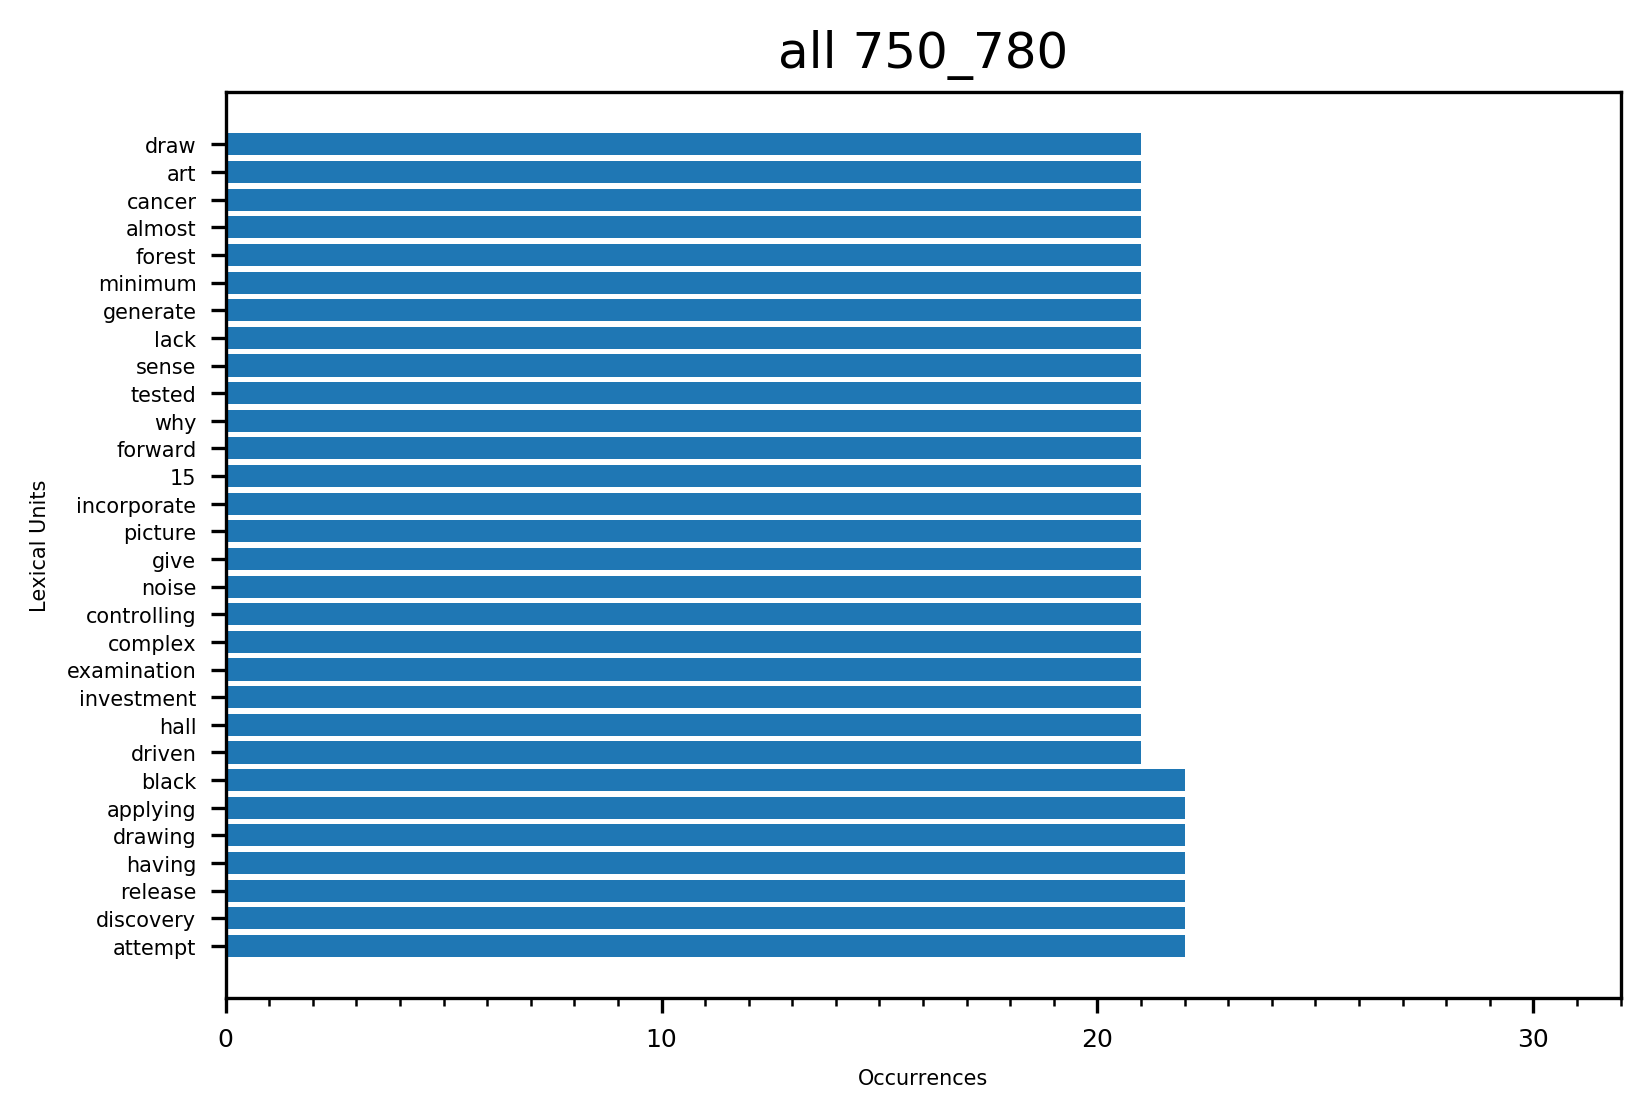 all 750_780
draw
art
cancer
almost
forest
minimum
generate
lack
sense
tested
why
forward
15
incorporate
picture
give
noise
controlling
complex
examination
investment
hall
driven
black
applying
drawing
having
release
discovery
attempt
Lexical Units
0 10 20 30
Occurrences